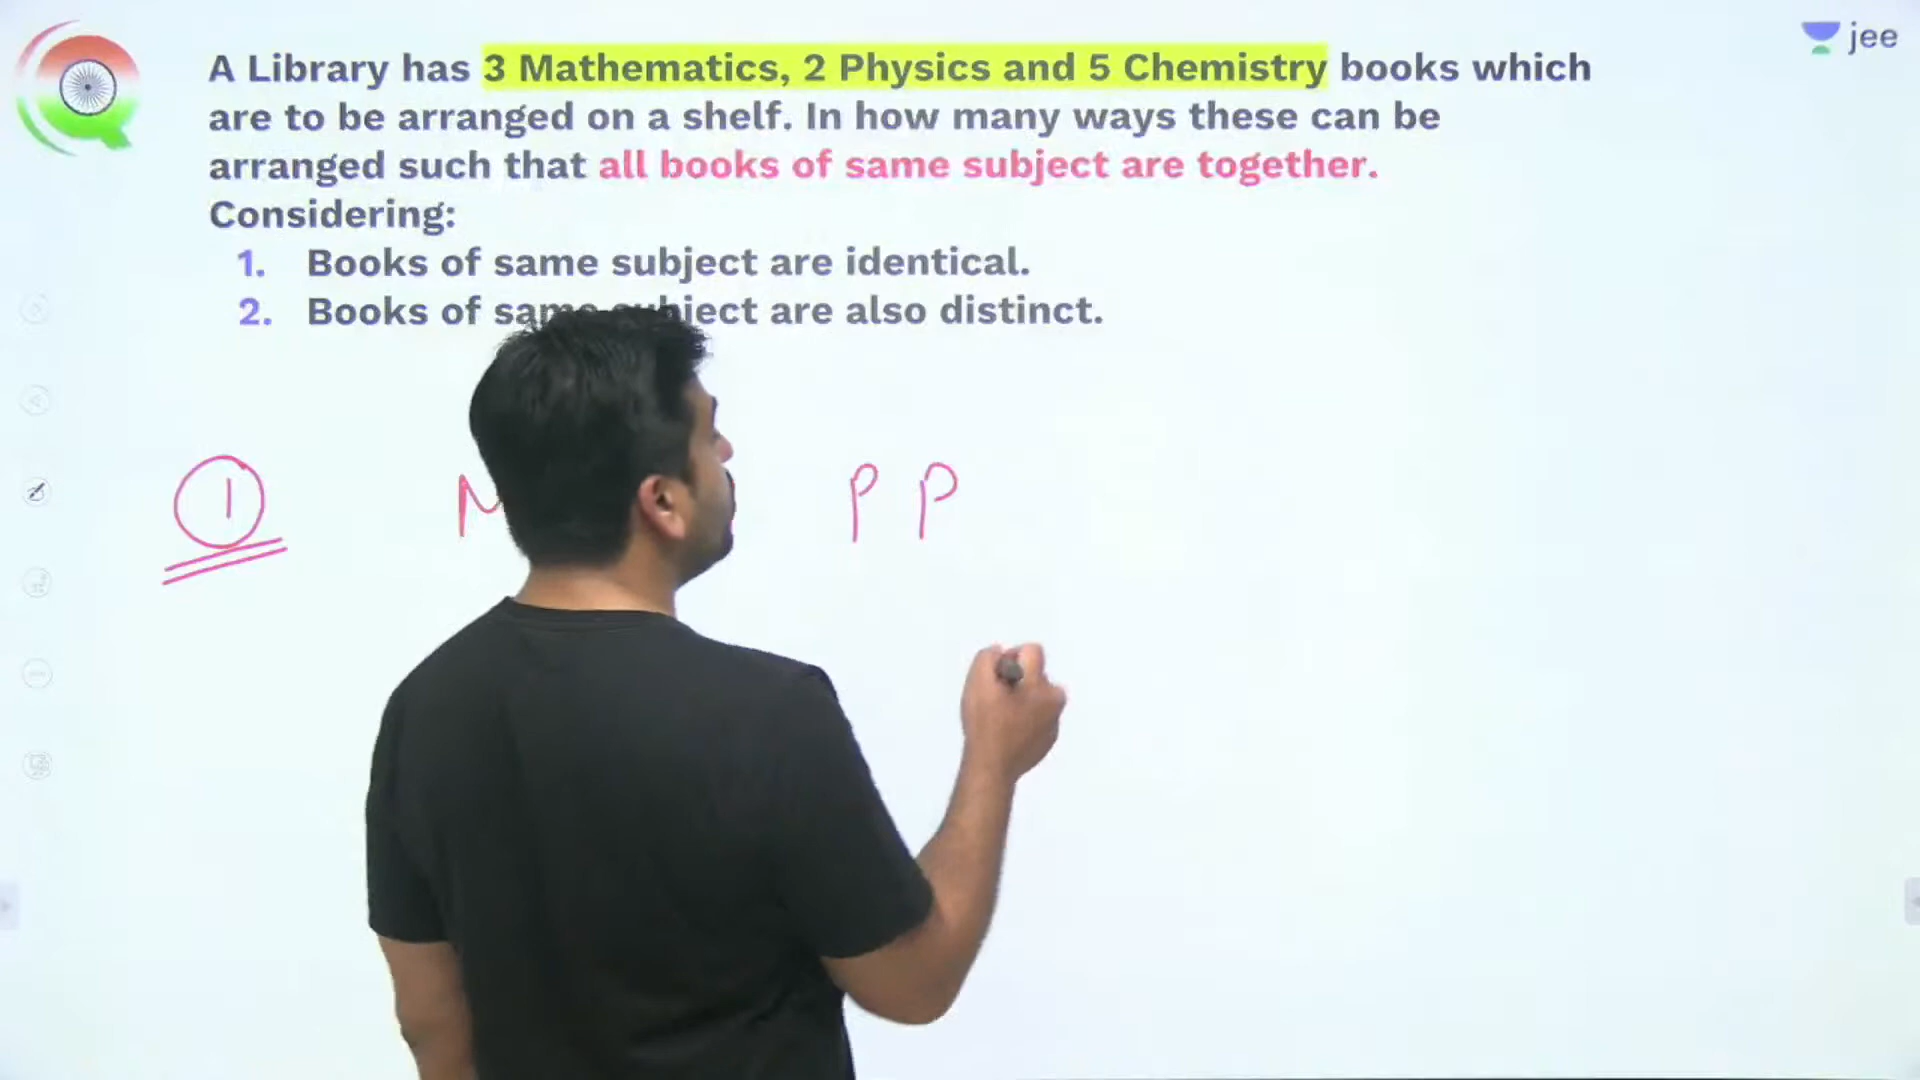 A Library has 3 Mathematics, 2 Physics and 5 Chemistry books which
are to be arranged on a shelf. In how many ways these can be
arranged such that all books of same subject are together.
Considering:
1. Books of same subject are identical.
2. Books of same subject are also distinct.
1 M P P
jee